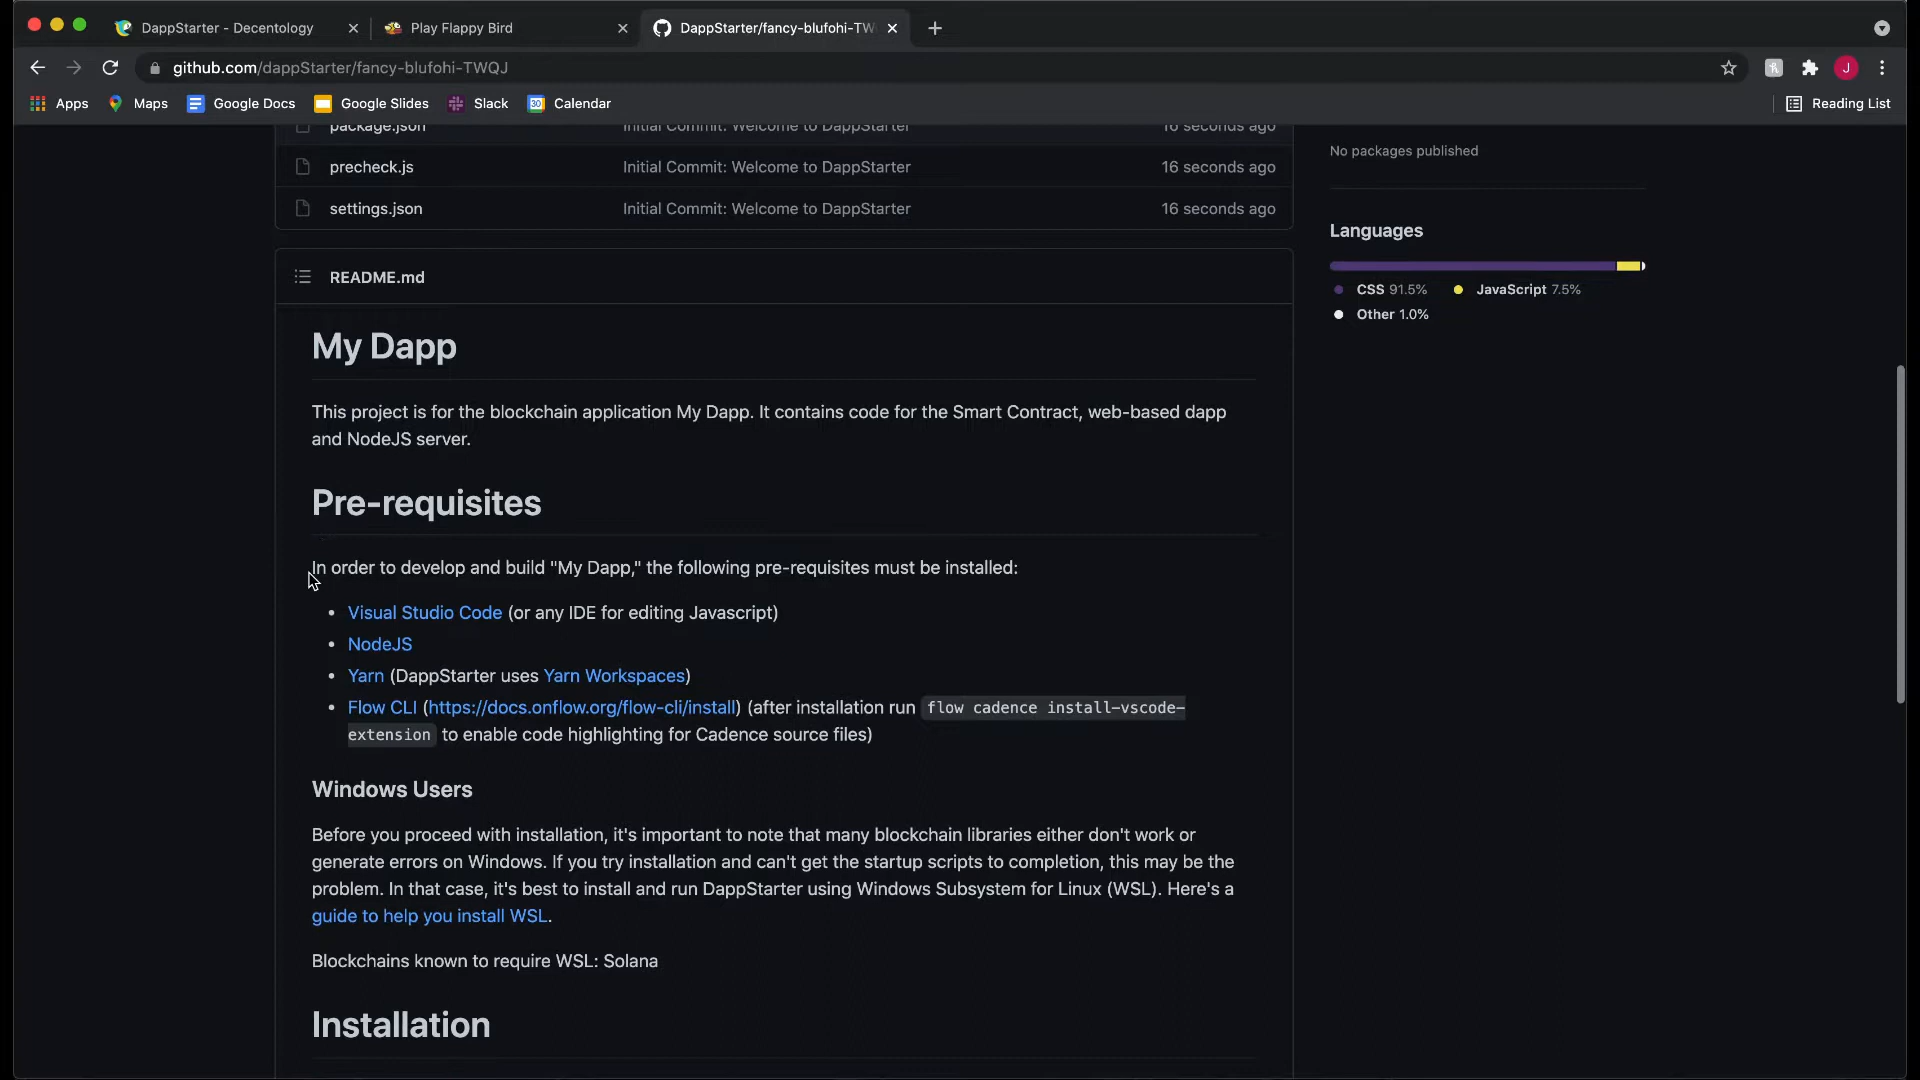 DappStarter - Decentology
Play Flappy Bird
DappStarter/fancy-blufohi-TW
github.com/dappStarter/fancy-blufohi-TWQJ
J
Apps
Maps
Google Docs
Google Slides
Slack
30
Calendar
Reading List
package.json
Initial Commit: Welcome to DappStarter
16 seconds ago
precheck.js
Initial Commit: Welcome to DappStarter
16 seconds ago
settings.json
Initial Commit: Welcome to DappStarter
16 seconds ago
No packages published
Languages
CSS 91.5%
JavaScript 7.5%
Other 1.0%
README.md
My Dapp
This project is for the blockchain application My Dapp. It contains code for the Smart Contract, web-based dapp
and NodeJS server.
Pre-requisites
In order to develop and build "My Dapp," the following pre-requisites must be installed:
Visual Studio Code (or any IDE for editing Javascript)
NodeJS
Yarn (DappStarter uses Yarn Workspaces)
Flow CLI (https://docs.onflow.org/flow-cli/install) (after installation run flow cadence install-vscode-
extension to enable code highlighting for Cadence source files)
Windows Users
Before you proceed with installation, it's important to note that many blockchain libraries either don't work or
generate errors on Windows. If you try installation and can't get the startup scripts to completion, this may be the
problem. In that case, it's best to install and run DappStarter using Windows Subsystem for Linux (WSL). Here's a
guide to help you install WSL.
Blockchains known to require WSL: Solana
Installation